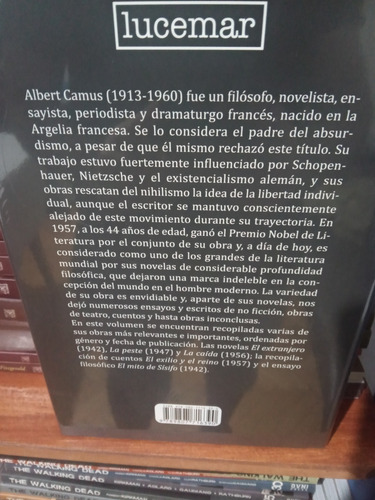 lucemar
Albert Camus (1913-1960) fue un filósofo, novelista, en-
sayista, periodista y dramaturgo francés, nacido en la
Argelia francesa. Se lo considera el padre del absur-
dismo, a pesar de que él mismo rechazó este título. Su
trabajo estuvo fuertemente influenciado por Schopen-
hauer, Nietzsche y el existencialismo alemán, y sus
obras rescatan del nihilismo la idea de la libertad indivi-
dual, aunque el escritor se mantuvo conscientemente
alejado de este movimiento durante su trayectoria. En
1957, a los 44 años de edad, ganó el Premio Nobel de Li-
teratura por el conjunto de su obra y, a día de hoy, es
considerado como uno de los grandes de la literatura
mundial por sus novelas de considerable profundidad
filosófica, que dejaron una marca indeleble en la con-
cepción del mundo en el hombre moderno. La variedad
de su obra es envidiable y, aparte de sus novelas, nos
dejó numerosos ensayos y escritos de no ficción, obras
de teatro, cuentos y hasta obras inconclusas.
En este volumen se encuentran recopiladas varias de
sus obras más relevantes e importantes, ordenadas por
género y fecha de publicación. Las novelas El extranjero
(1942), La peste (1947) y La caída (1956); la recopila-
ción de cuentos El exilio y el reino (1957) y el ensayo
filosófico El mito de Sísifo (1942).
THE WALKING DEAD
THE WALKING DEAD